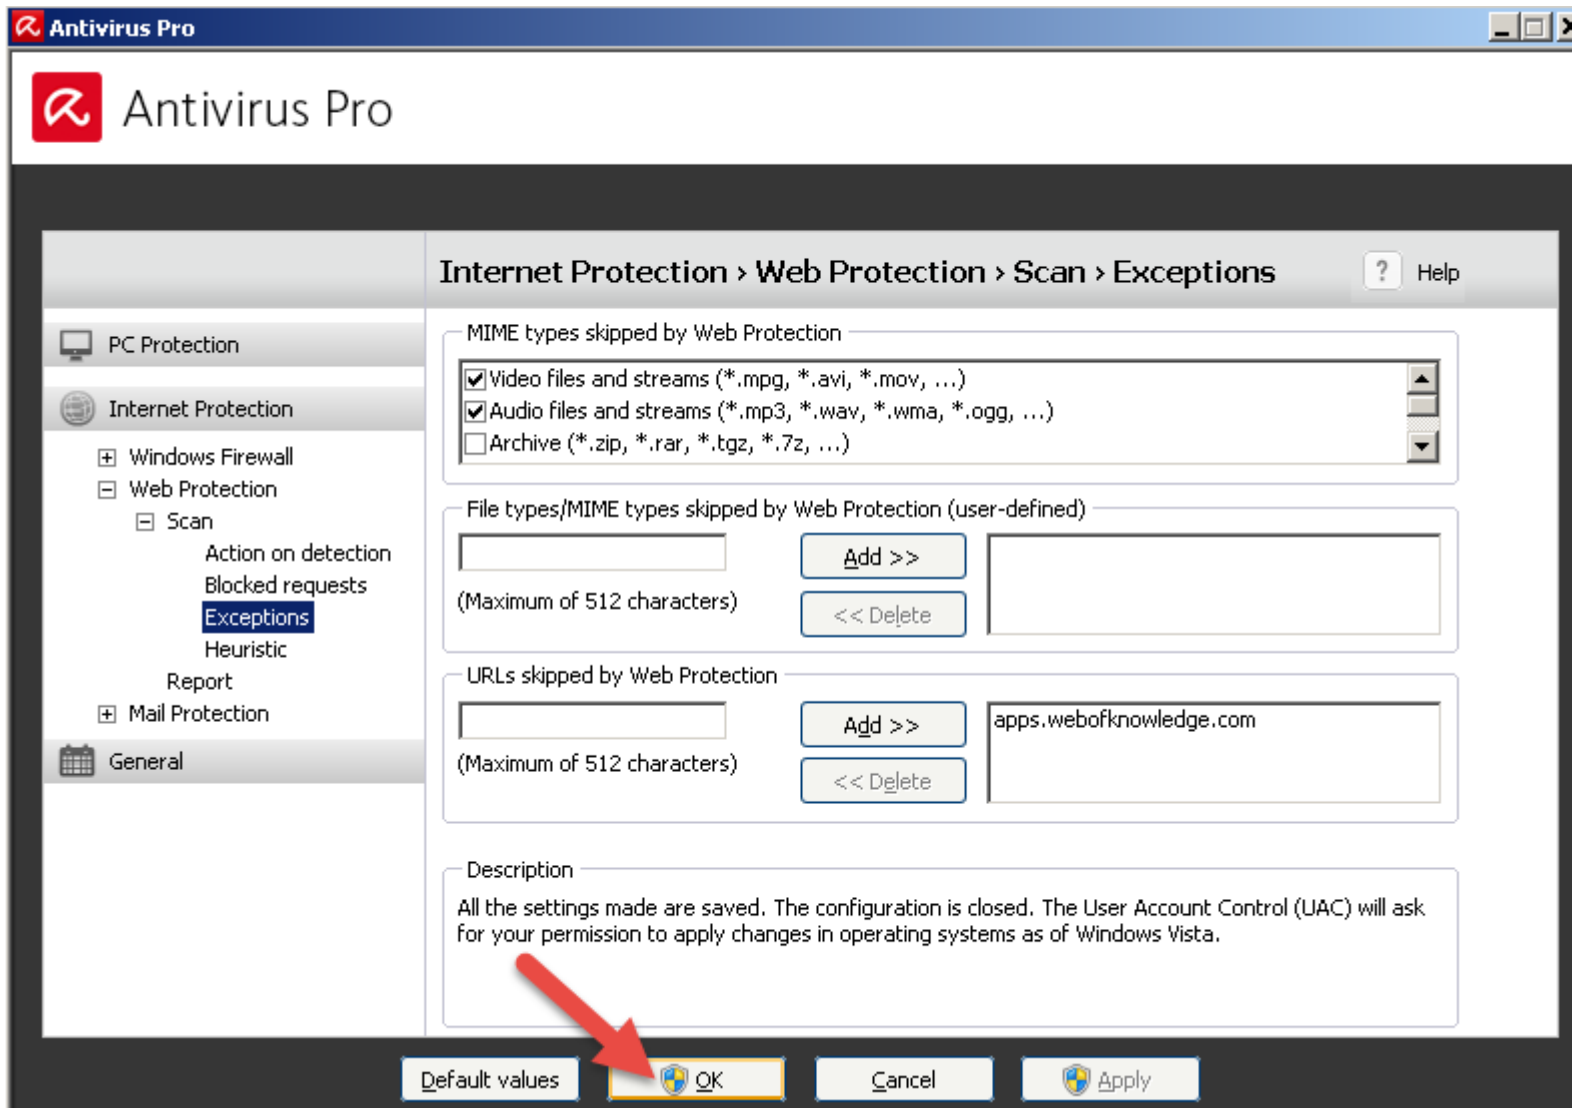 Antivirus Pro
Antivirus Pro
Internet Protection › Web Protection › Scan › Exceptions
? Help
PC Protection
Internet Protection
Windows Firewall
Web Protection
Scan
Action on detection
Blocked requests
Exceptions
Heuristic
Report
Mail Protection
General
MIME types skipped by Web Protection
Video files and streams (*.mpg, *.avi, *.mov, ...)
Audio files and streams (*.mp3, *.wav, *.wma, *.ogg, ...)
Archive (*.zip, *.rar, *.tgz, *.7z, ...)
File types/MIME types skipped by Web Protection (user-defined)
Add >>
(Maximum of 512 characters)
<< Delete
URLs skipped by Web Protection
Add >>
apps.webofknowledge.com
(Maximum of 512 characters)
<< Delete
Description
All the settings made are saved. The configuration is closed. The User Account Control (UAC) will ask
for your permission to apply changes in operating systems as of Windows Vista.
Default values
OK
Cancel
Apply